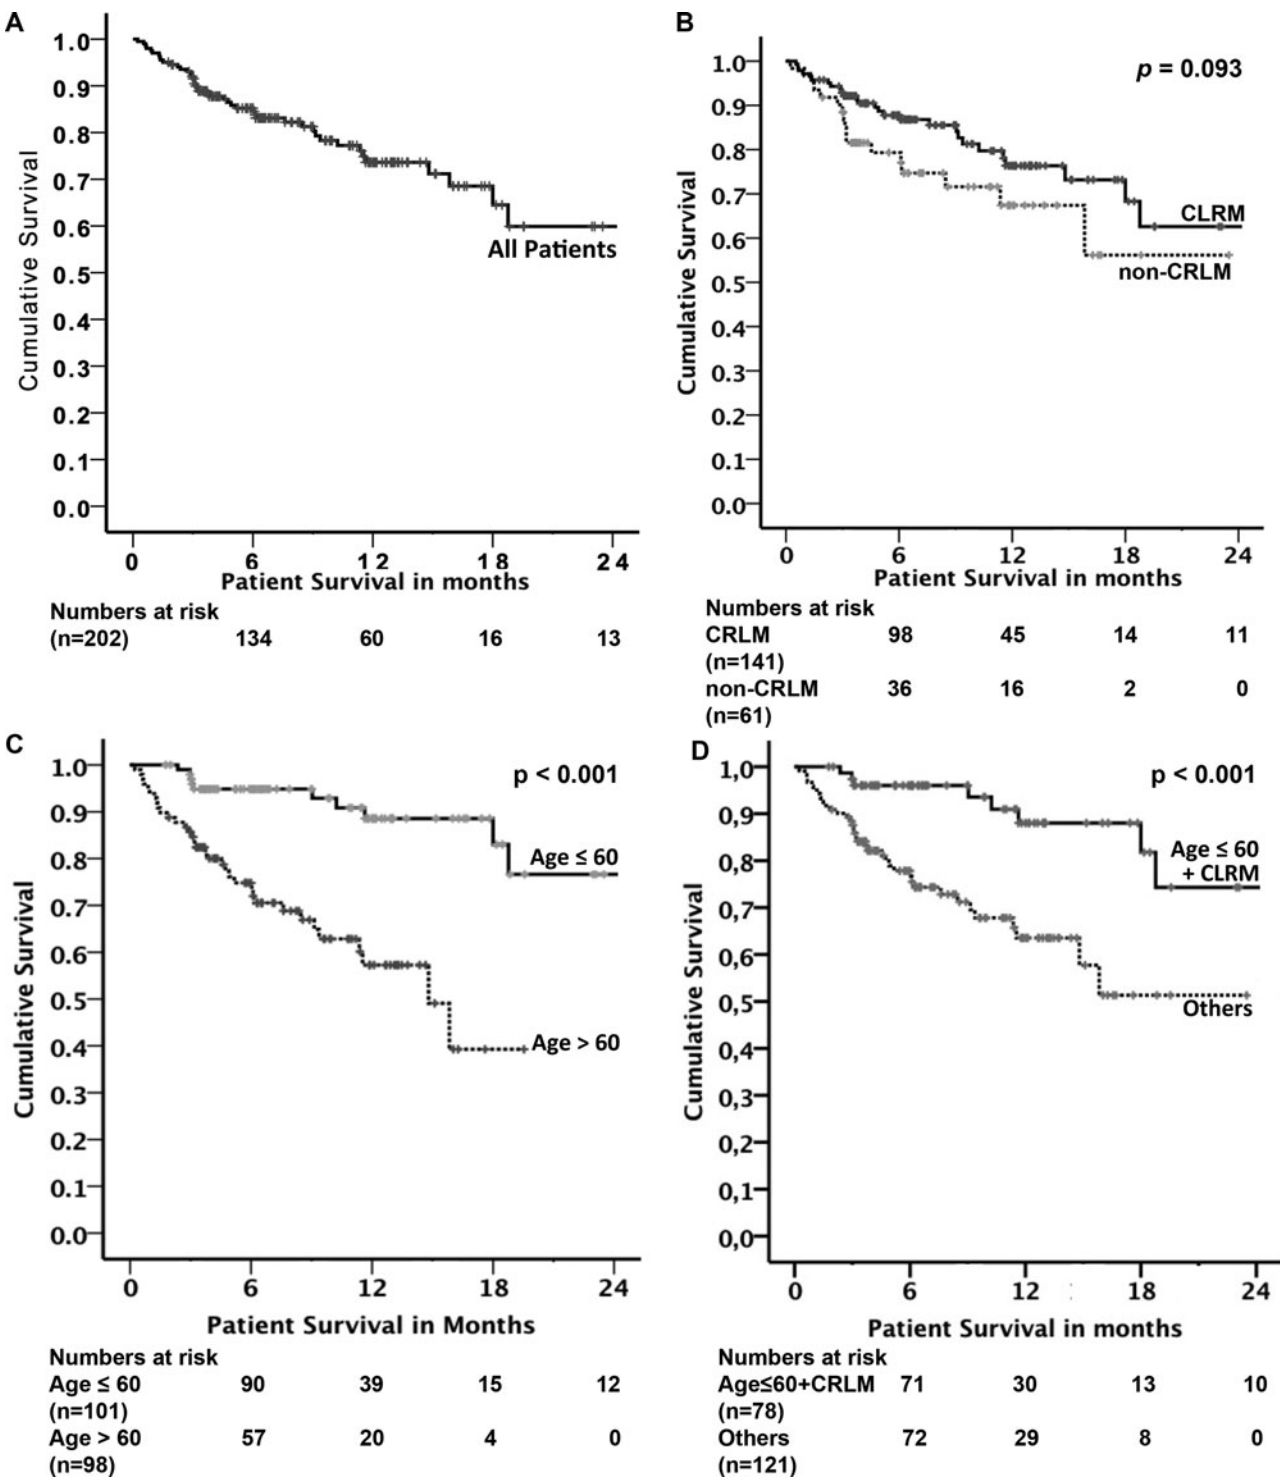 A
1.0
0.9
0.8
0.7
0.6
0.5
0.4
0.3
0.2
0.1
0.0
Cumulative Survival
All Patients
0 6 12 18 24
Patient Survival in months
Numbers at risk
(n=202) 134 60 16 13
B
p = 0.093
1.0
0.9
0.8
0.7
0.6
0.5
0.4
0.3
0.2
0.1
0.0
Cumulative Survival
CLRM
non-CRLM
0 6 12 18 24
Patient Survival in months
Numbers at risk
CRLM 98 45 14 11
(n=141)
non-CRLM 36 16 2 0
(n=61)
C
p < 0.001
1.0
0.9
0.8
0.7
0.6
0.5
0.4
0.3
0.2
0.1
0.0
Cumulative Survival
Age ≤ 60
Age > 60
0 6 12 18 24
Patient Survival in Months
Numbers at risk
Age ≤ 60 90 39 15 12
(n=101)
Age > 60 57 20 4 0
(n=98)
D
p < 0.001
1,0
0,9
0,8
0,7
0,6
0,5
0,4
0,3
0,2
0,1
0,0
Cumulative Survival
Age ≤ 60
+ CLRM
Others
0 6 12 18 24
Patient Survival in months
Numbers at risk
Age≤60+CRLM 71 30 13 10
(n=78)
Others 72 29 8 0
(n=121)